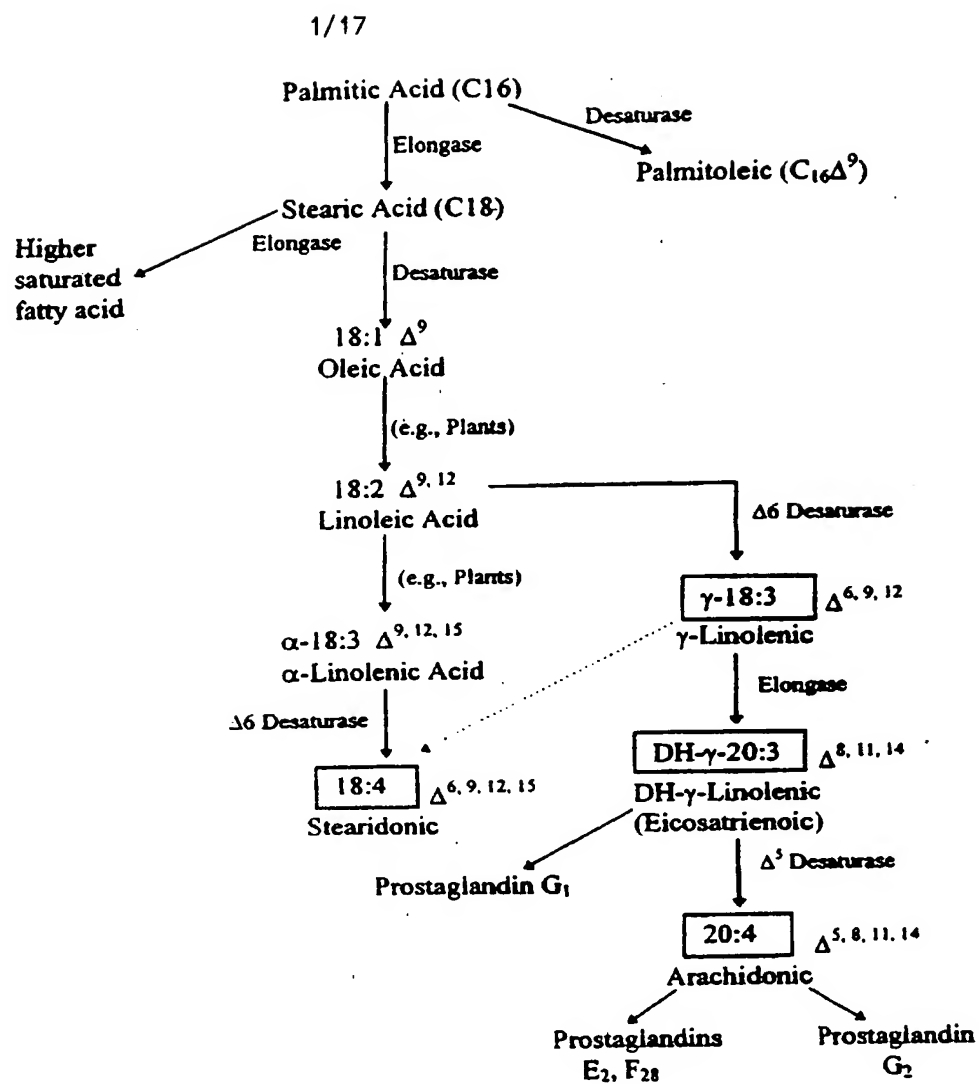 1/17
Palmitic Acid (C16)
Desaturase
Elongase
Palmitoleic (C₁₆Δ⁹)
Stearic Acid (C18)
Elongase
Higher
saturated
fatty acid
Desaturase
18:1 Δ⁹
Oleic Acid
(e.g., Plants)
18:2 Δ⁹, ¹²
Linoleic Acid
Δ6 Desaturase
(e.g., Plants)
γ-18:3 Δ⁶, ⁹, ¹²
γ-Linolenic
α-18:3 Δ⁹, ¹², ¹⁵
α-Linolenic Acid
Elongase
Δ6 Desaturase
DH-γ-20:3 Δ⁸, ¹¹, ¹⁴
DH-γ-Linolenic
(Eicosatrienoic)
18:4 Δ⁶, ⁹, ¹², ¹⁵
Stearidonic
Δ⁵ Desaturase
Prostaglandin G₁
20:4 Δ⁵, ⁸, ¹¹, ¹⁴
Arachidonic
Prostaglandins
E₂, F₂₈
Prostaglandin
G₂